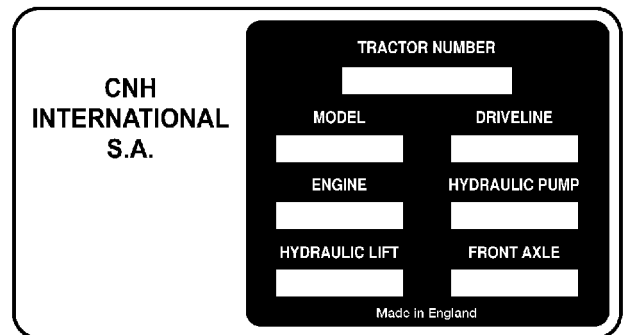 CNH
INTERNATIONAL
S.A.
TRACTOR NUMBER
MODEL
DRIVELINE
ENGINE
HYDRAULIC PUMP
HYDRAULIC LIFT
FRONT AXLE
Made in England